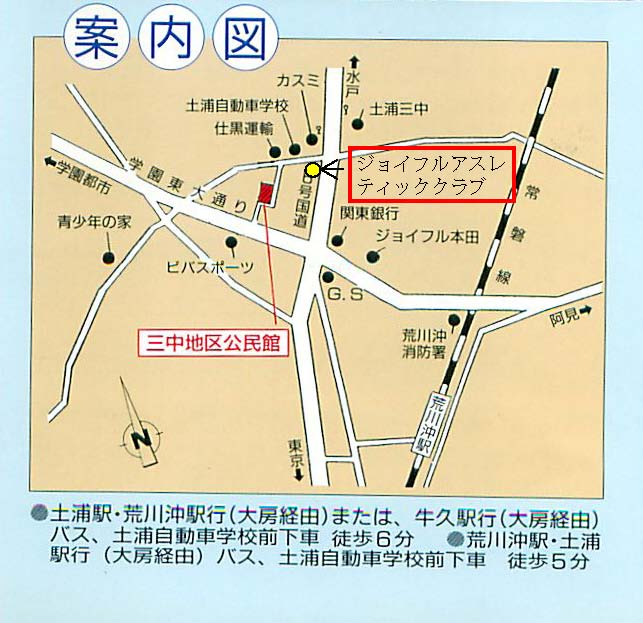 案内図
水戸
カスミ
土浦自動車学校
土浦三中
仕黒運輸
ジョイフルアスレ
ティッククラブ
学園都市
学園東大通り
6号国道
常磐線
青少年の家
関東銀行
ジョイフル本田
ビバスポーツ
G.S
阿見
三中地区公民館
荒川沖
消防署
荒川沖駅
N
東京
●土浦駅・荒川沖駅行(大房経由)または、牛久駅行(大房経由)
バス、土浦自動車学校前下車 徒歩6分 ●荒川沖駅・土浦
駅行(大房経由)バス、土浦自動車学校前下車 徒歩5分